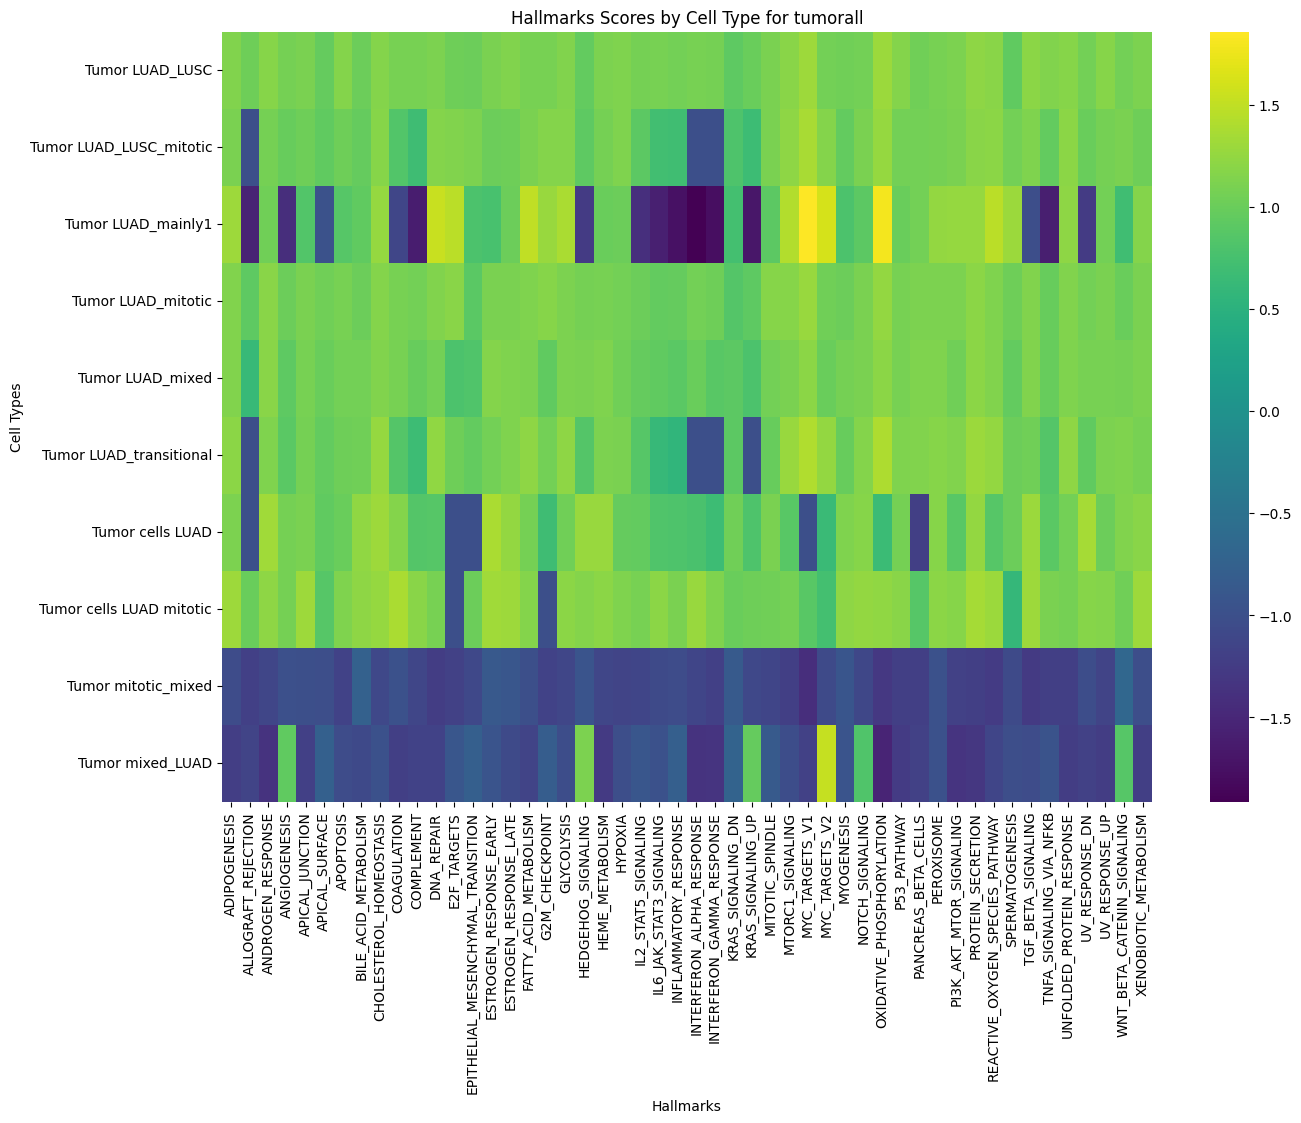 Hallmarks Scores by Cell Type for tumorall
Cell Types
Tumor LUAD_LUSC
Tumor LUAD_LUSC_mitotic
Tumor LUAD_mainly1
Tumor LUAD_mitotic
Tumor LUAD_mixed
Tumor LUAD_transitional
Tumor cells LUAD
Tumor cells LUAD mitotic
Tumor mitotic_mixed
Tumor mixed_LUAD
1.5
1.0
0.5
0.0
−0.5
−1.0
−1.5
ADIPOGENESIS
ALLOGRAFT_REJECTION
ANDROGEN_RESPONSE
ANGIOGENESIS
APICAL_JUNCTION
APICAL_SURFACE
APOPTOSIS
BILE_ACID_METABOLISM
CHOLESTEROL_HOMEOSTASIS
COAGULATION
COMPLEMENT
DNA_REPAIR
E2F_TARGETS
EPITHELIAL_MESENCHYMAL_TRANSITION
ESTROGEN_RESPONSE_EARLY
ESTROGEN_RESPONSE_LATE
FATTY_ACID_METABOLISM
G2M_CHECKPOINT
GLYCOLYSIS
HEDGEHOG_SIGNALING
HEME_METABOLISM
HYPOXIA
IL2_STAT5_SIGNALING
IL6_JAK_STAT3_SIGNALING
INFLAMMATORY_RESPONSE
INTERFERON_ALPHA_RESPONSE
INTERFERON_GAMMA_RESPONSE
KRAS_SIGNALING_DN
KRAS_SIGNALING_UP
MITOTIC_SPINDLE
MTORC1_SIGNALING
MYC_TARGETS_V1
MYC_TARGETS_V2
MYOGENESIS
NOTCH_SIGNALING
OXIDATIVE_PHOSPHORYLATION
P53_PATHWAY
PANCREAS_BETA_CELLS
PEROXISOME
PI3K_AKT_MTOR_SIGNALING
PROTEIN_SECRETION
REACTIVE_OXYGEN_SPECIES_PATHWAY
SPERMATOGENESIS
TGF_BETA_SIGNALING
TNFA_SIGNALING_VIA_NFKB
UNFOLDED_PROTEIN_RESPONSE
UV_RESPONSE_DN
UV_RESPONSE_UP
WNT_BETA_CATENIN_SIGNALING
XENOBIOTIC_METABOLISM
Hallmarks